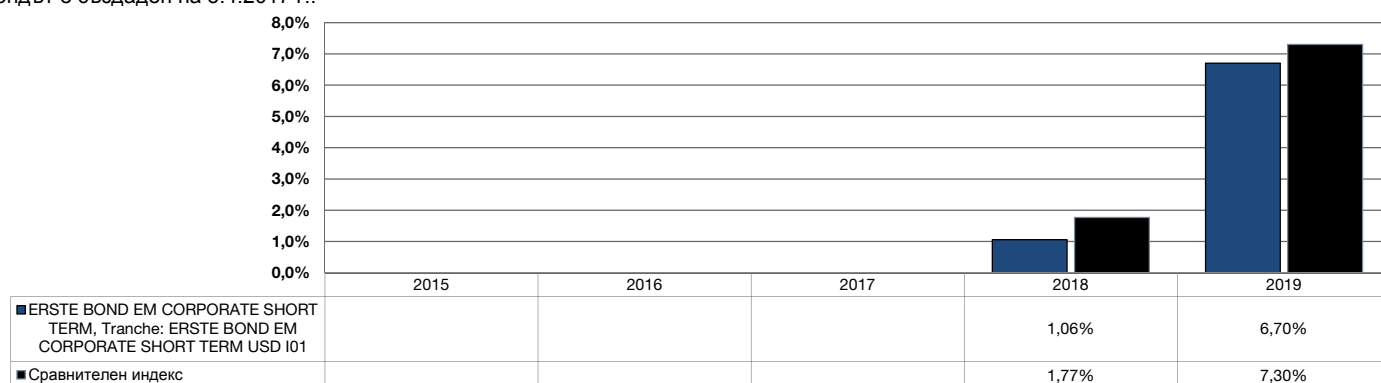 е създаден на
8,0%
7,0%
6,0%
5,0%
4,0%
3,0%
2,0%
1,0%
0,0%
2015 2016 2017 2018 2019
ERSTE BOND EM CORPORATE SHORT
TERM, Tranche: ERSTE BOND EM
CORPORATE SHORT TERM USD I01
1,06% 6,70%
Сравнителен индекс 1,77% 7,30%